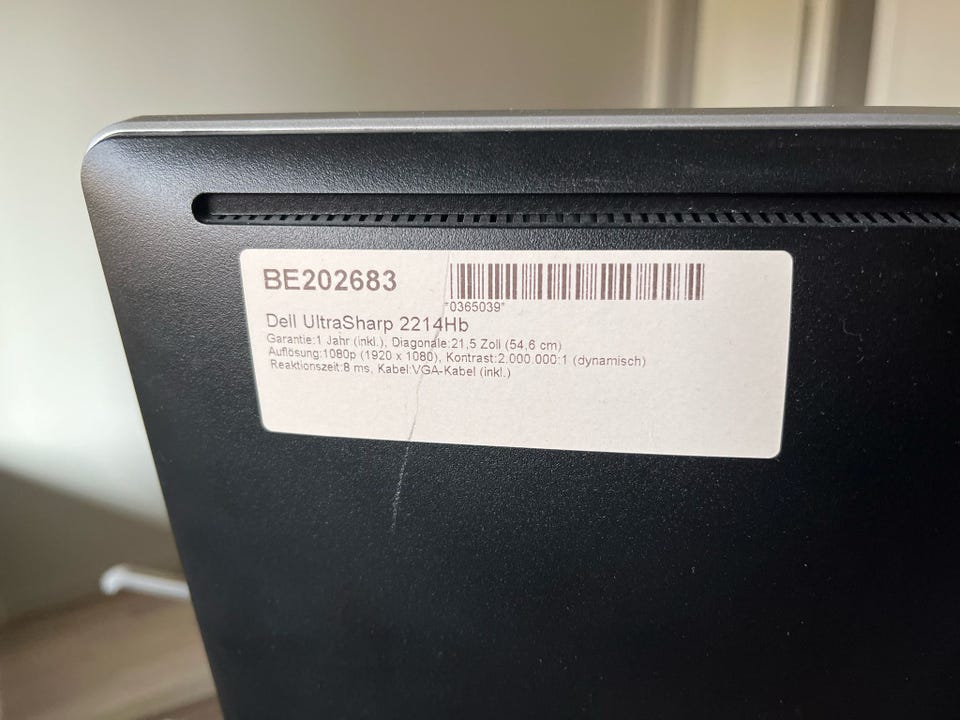 BE202683
"0365039"
Dell UltraSharp 2214Hb
Garantie:1 Jahr (inkl.), Diagonale:21,5 Zoll (54,6 cm)
Auflösung:1080p (1920 x 1080), Kontrast:2.000.000:1 (dynamisch)
Reaktionszeit:8 ms, Kabel:VGA-Kabel (inkl.)